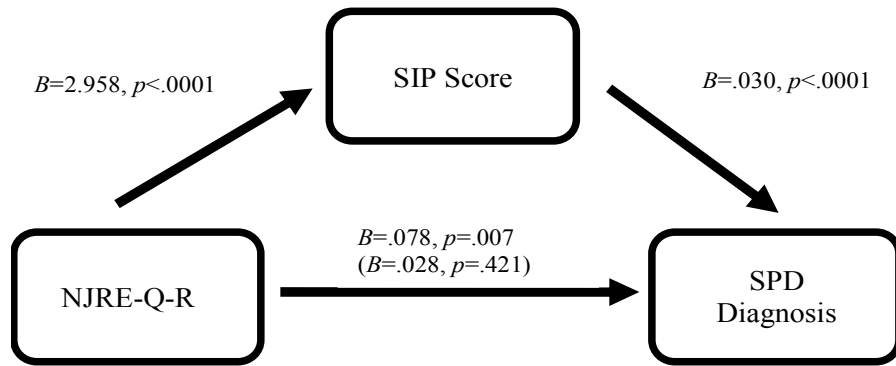 SIP Score
B=2.958, p<.0001
B=.030, p<.0001
B=.078, p=.007
(B=.028, p=.421)
NJRE-Q-R
SPD
Diagnosis